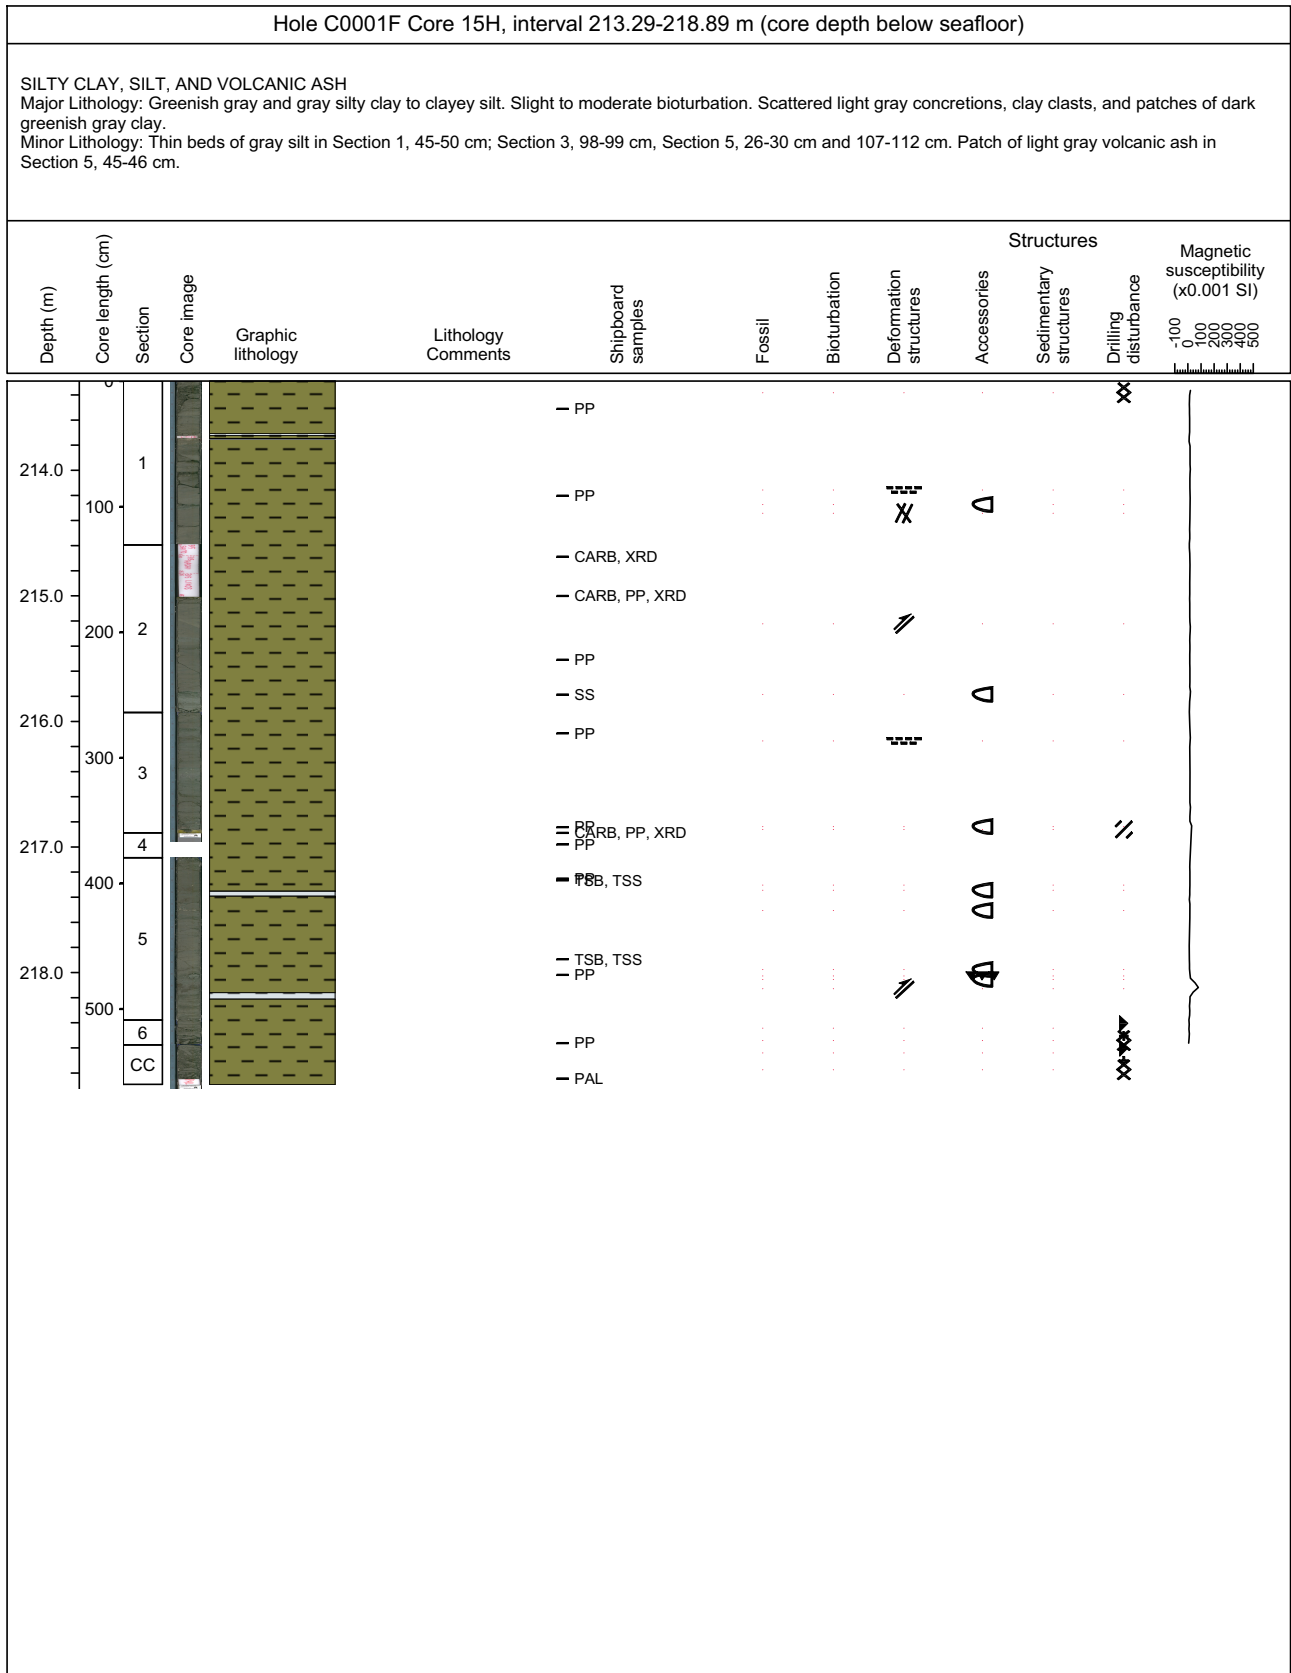 Hole C0001F Core 15H, interval 213.29-218.89 m (core depth below seafloor)
SILTY CLAY, SILT, AND VOLCANIC ASH
Major Lithology: Greenish gray and gray silty clay to clayey silt. Slight to moderate bioturbation. Scattered light gray concretions, clay clasts, and patches of dark
greenish gray clay.
Minor Lithology: Thin beds of gray silt in Section 1, 45-50 cm; Section 3, 98-99 cm, Section 5, 26-30 cm and 107-112 cm. Patch of light gray volcanic ash in
Section 5, 45-46 cm.
Depth (m)
Core length (cm)
Section
Core image
Graphic
lithology
Lithology
Comments
Shipboard
samples
Fossil
Bioturbation
Structures
Deformation
structures
Accessories
Sedimentary
structures
Drilling
disturbance
Magnetic
susceptibility
(x0.001 SI)
-100
0
100
200
300
400
500
0
PP
1
214.0
PP
100
CARB, XRD
215.0
CARB, PP, XRD
2
200
PP
SS
216.0
PP
300
3
PP
CARB, PP, XRD
4
PP
217.0
PP
TSB, TSS
400
5
TSB, TSS
218.0
PP
500
6
PP
CC
PAL